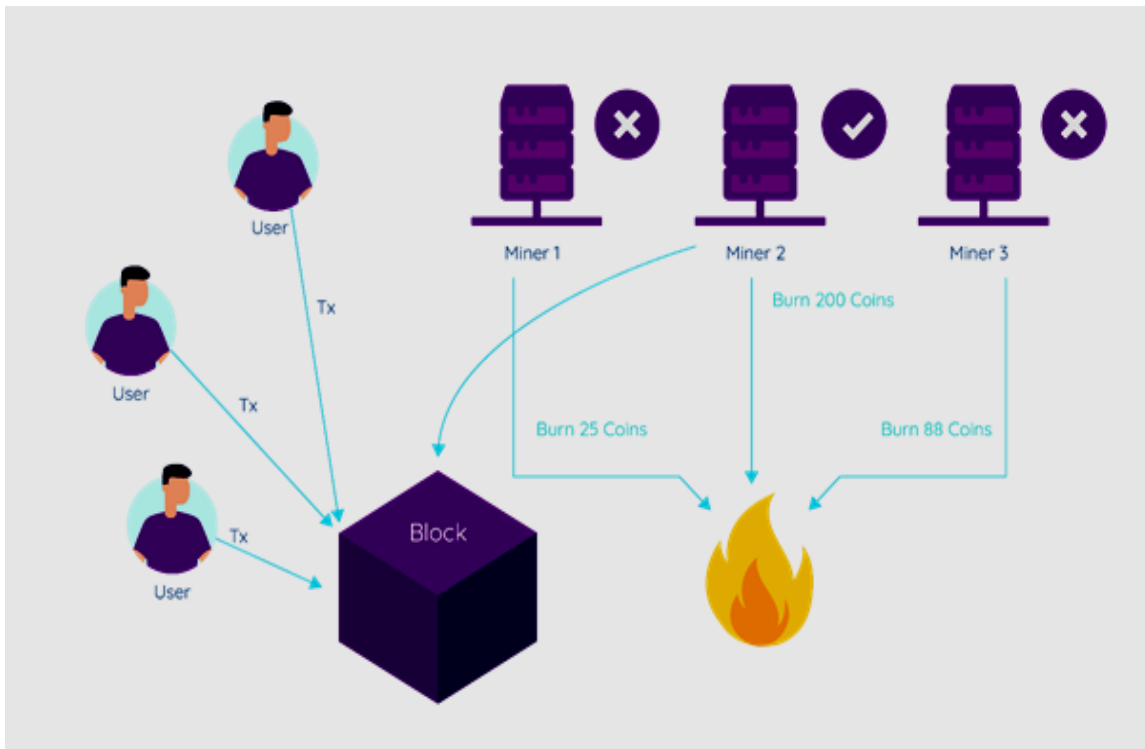 User
Tx
User
Tx
User
Tx
Block
Miner 1
Miner 2
Miner 3
Burn 200 Coins
Burn 25 Coins
Burn 88 Coins